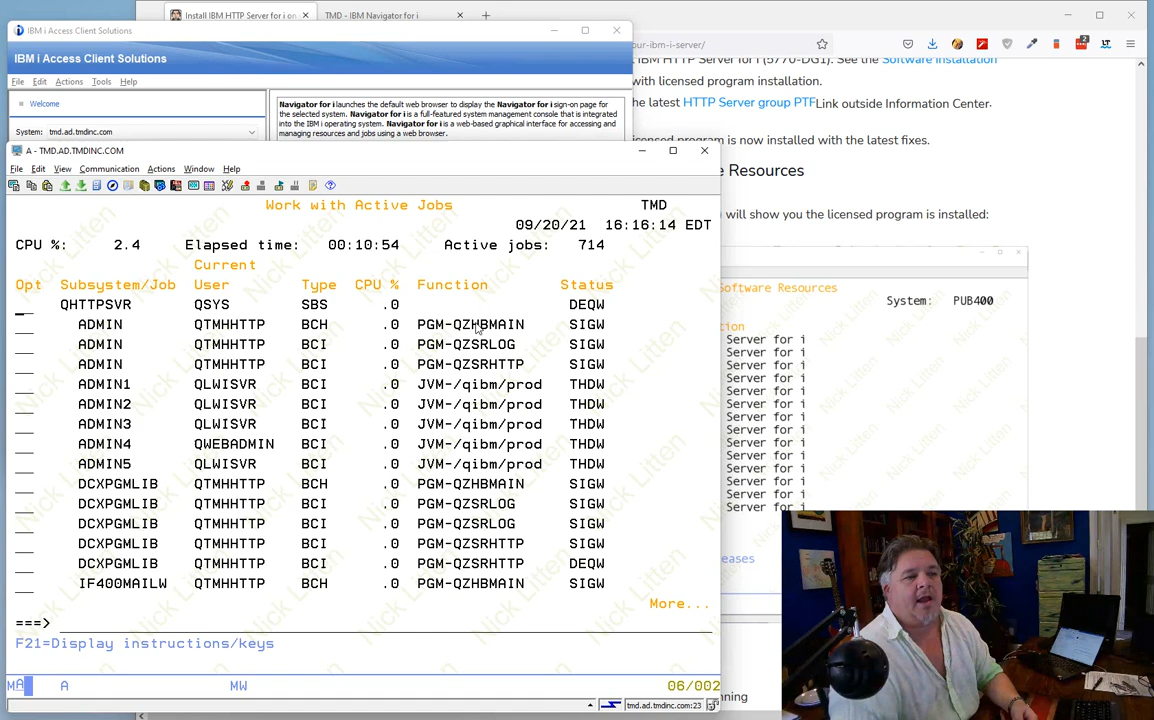 Install IBM HTTP Server for i on
TMD - IBM Navigator for i
IBM i Access Client Solutions
our-ibm-i-server/
IBM i Access Client Solutions
IBM HTTP Server for i (5770-DG1). See the Software Installation
File Edit Actions Tools Help
with licensed program installation.
Welcome
Navigator for i launches the default web browser to display the Navigator for i sign-on page for
the selected system. Navigator for i is a full-featured system management console that is integrated
into the IBM i operating system. Navigator for i is a web-based graphical interface for accessing and
managing resources and jobs using a web browser.
he latest HTTP Server group PTFLink outside Information Center.
System: tmd.ad.tmdinc.com
icensed program is now installed with the latest fixes.
A - TMD.AD.TMDINC.COM
File Edit View Communication Actions Window Help
e Resources
Work with Active Jobs TMD
09/20/21 16:16:14 EDT
) will show you the licensed program is installed:
CPU %: 2.4 Elapsed time: 00:10:54 Active jobs: 714
Current
Opt Subsystem/Job User Type CPU % Function Status
QHTTPSVR QSYS SBS .0 DEQW
ADMIN QTMHHTTP BCH .0 PGM-QZHBMAIN SIGW
ADMIN QTMHHTTP BCI .0 PGM-QZSRLOG SIGW
ADMIN QTMHHTTP BCI .0 PGM-QZSRHTTP SIGW
ADMIN1 QLWISVR BCI .0 JVM-/qibm/prod THDW
ADMIN2 QLWISVR BCI .0 JVM-/qibm/prod THDW
ADMIN3 QLWISVR BCI .0 JVM-/qibm/prod THDW
ADMIN4 QWEBADMIN BCI .0 JVM-/qibm/prod THDW
ADMIN5 QLWISVR BCI .0 JVM-/qibm/prod THDW
DCXPGMLIB QTMHHTTP BCH .0 PGM-QZHBMAIN SIGW
DCXPGMLIB QTMHHTTP BCI .0 PGM-QZSRLOG SIGW
DCXPGMLIB QTMHHTTP BCI .0 PGM-QZSRLOG SIGW
DCXPGMLIB QTMHHTTP BCI .0 PGM-QZSRHTTP SIGW
DCXPGMLIB QTMHHTTP BCI .0 PGM-QZSRHTTP DEQW
IF400MAILW QTMHHTTP BCH .0 PGM-QZHBMAIN SIGW
More...
===>
F21=Display instructions/keys
MA A MW 06/002
tmd.ad.tmdinc.com:23
Software Resources
System: PUB400
ion
Server for i
Server for i
Server for i
Server for i
Server for i
Server for i
Server for i
Server for i
Server for i
Server for i
Server for i
Server for i
Server for i
Server for i
eases
ning
Nick Litten